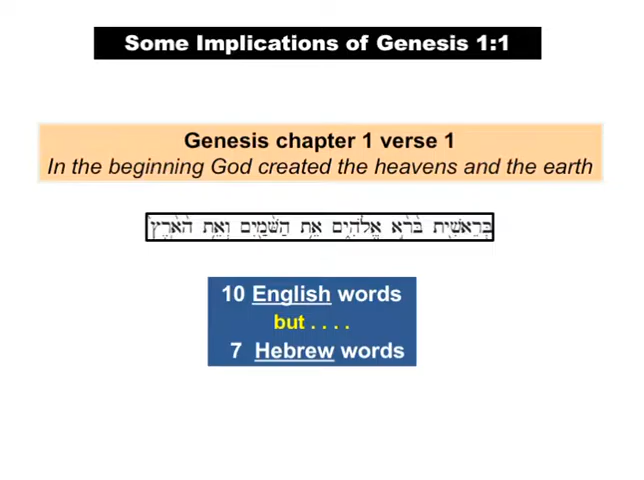 Some Implications of Genesis 1:1
Genesis chapter 1 verse 1
In the beginning God created the heavens and the earth
בְּרֵאשִׁ֖ית בָּרָ֣א אֱלֹהִ֑ים אֵ֥ת הַשָּׁמַ֖יִם וְאֵ֥ת הָאָֽרֶץ
10 English words
but . . . .
7 Hebrew words